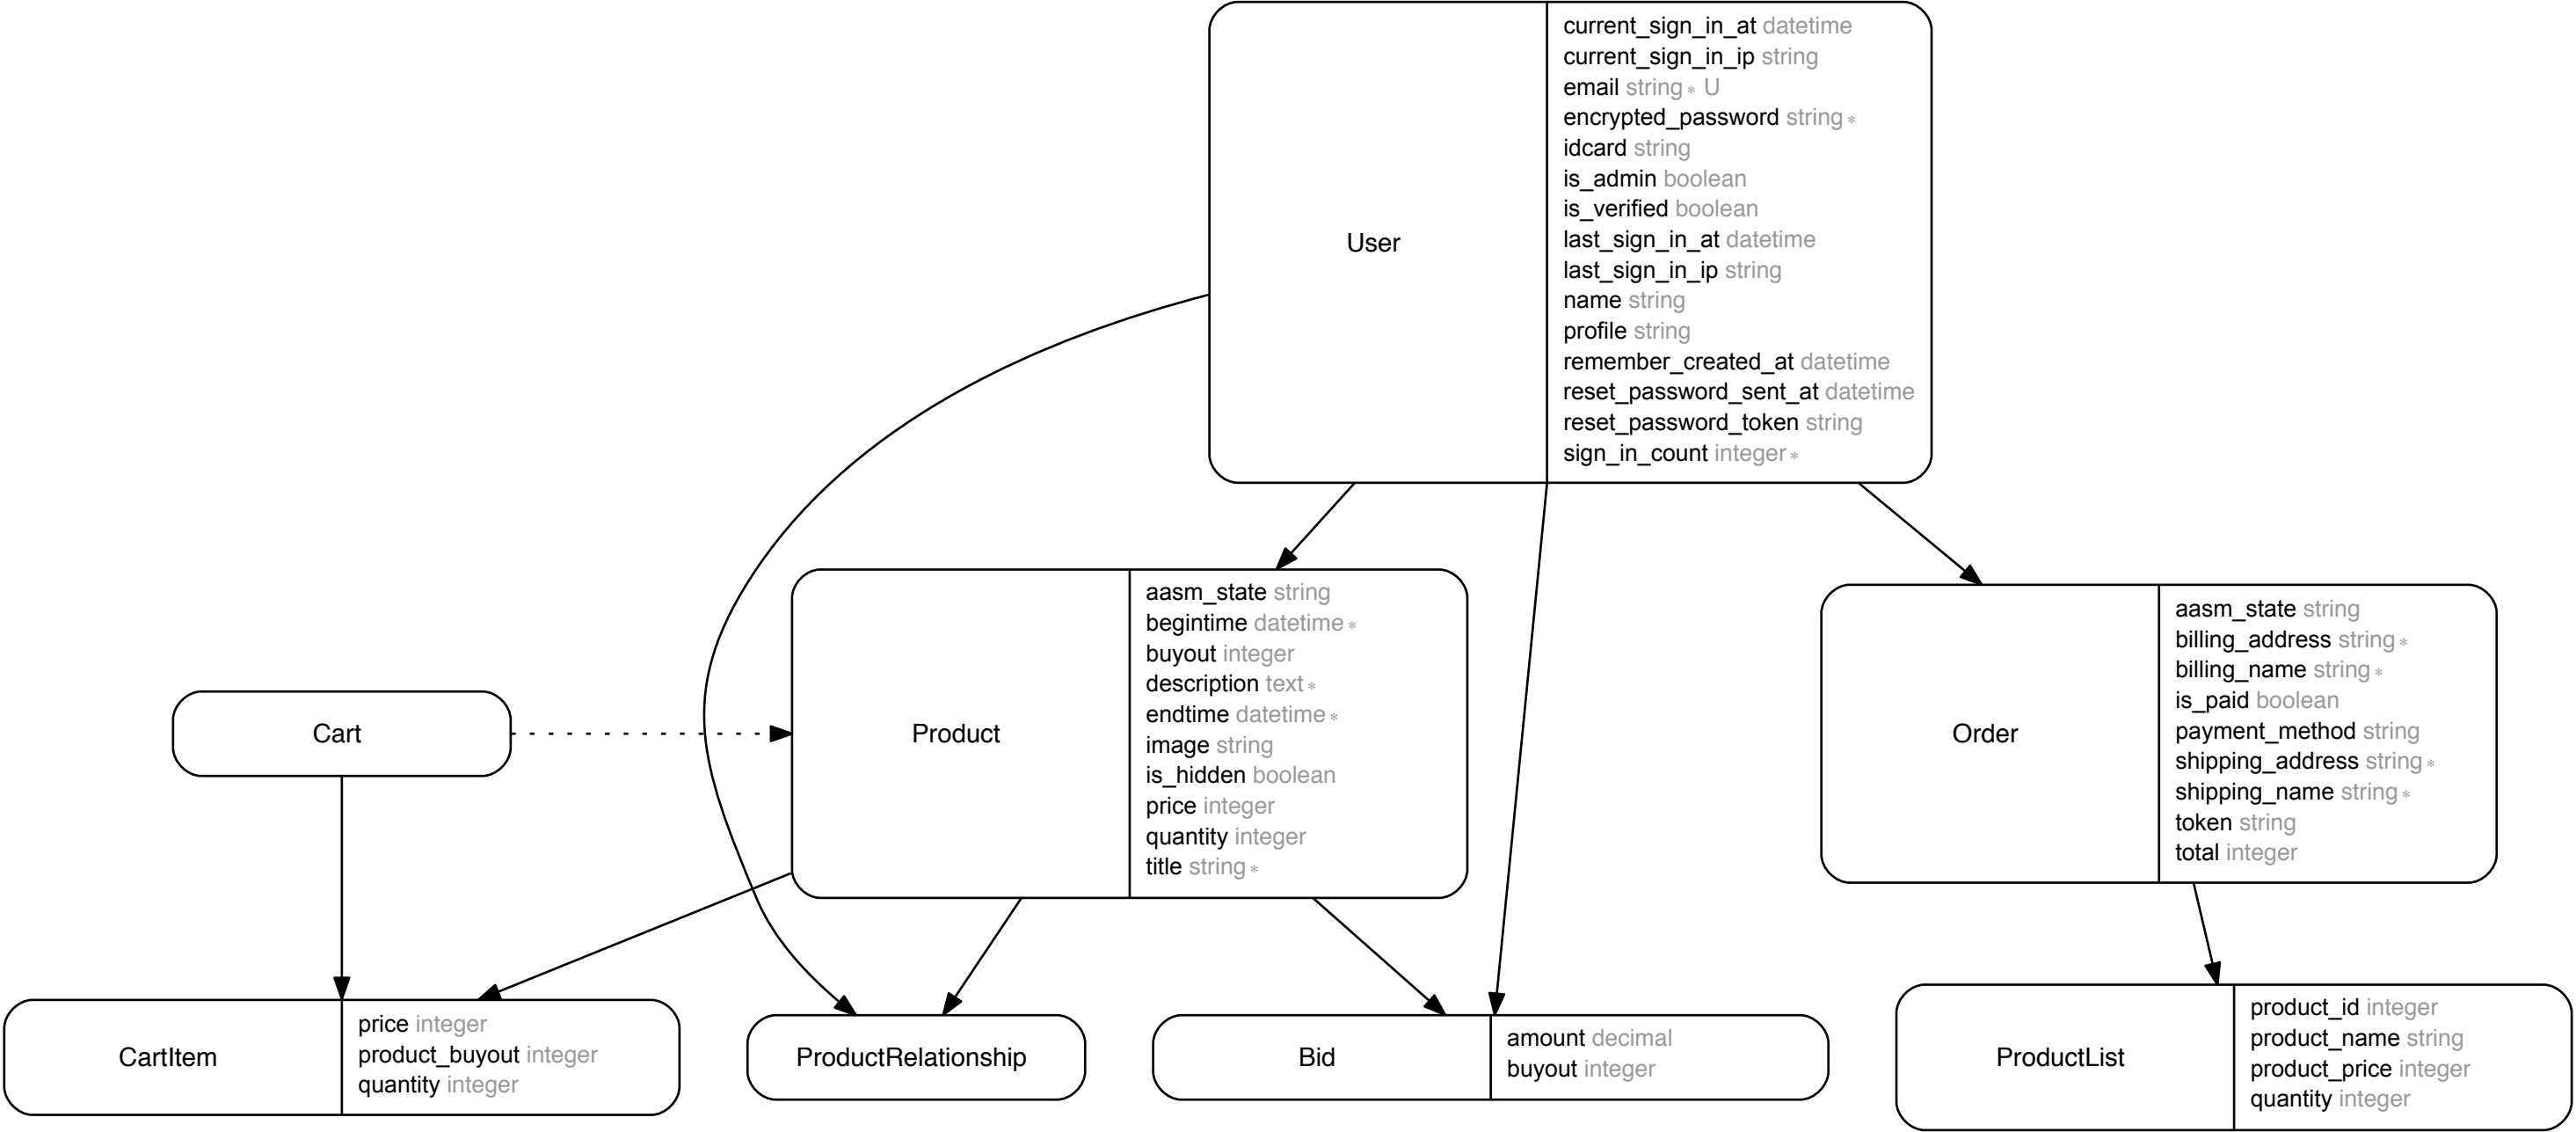 User
current_sign_in_at datetime
current_sign_in_ip string
email string * U
encrypted_password string *
idcard string
is_admin boolean
is_verified boolean
last_sign_in_at datetime
last_sign_in_ip string
name string
profile string
remember_created_at datetime
reset_password_sent_at datetime
reset_password_token string
sign_in_count integer *
Cart
Product
aasm_state string
begintime datetime *
buyout integer
description text *
endtime datetime *
image string
is_hidden boolean
price integer
quantity integer
title string *
Order
aasm_state string
billing_address string *
billing_name string *
is_paid boolean
payment_method string
shipping_address string *
shipping_name string *
token string
total integer
CartItem
price integer
product_buyout integer
quantity integer
ProductRelationship
Bid
amount decimal
buyout integer
ProductList
product_id integer
product_name string
product_price integer
quantity integer